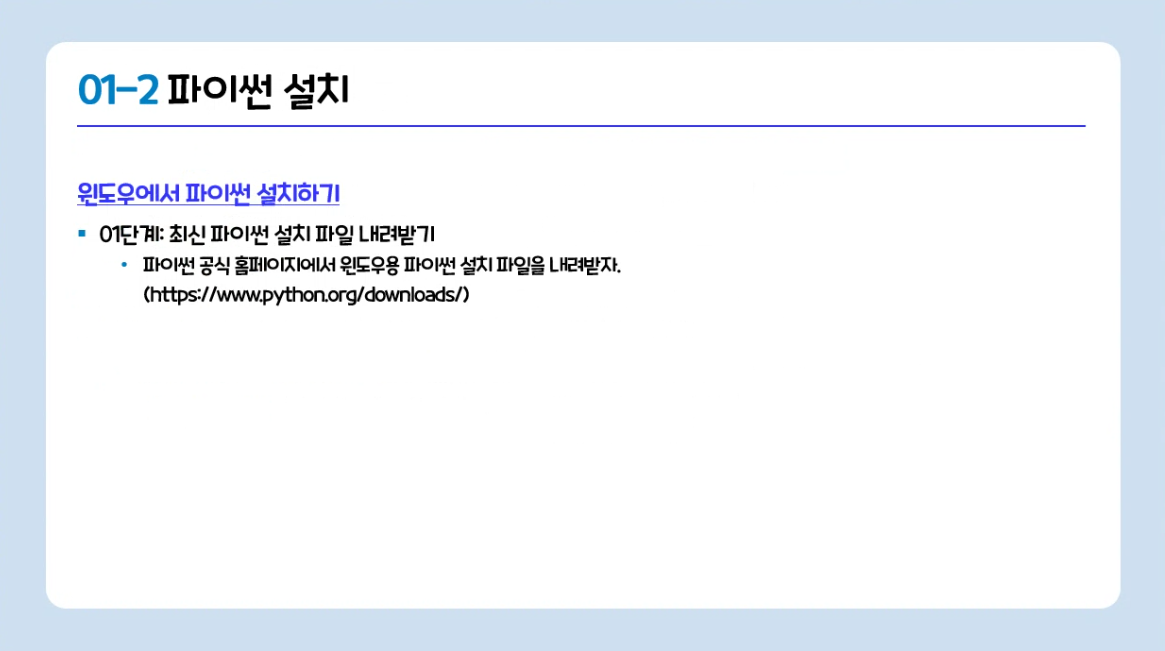 01-2 파이썬 설치
윈도우에서 파이썬 설치하기
▪ 01단계: 최신 파이썬 설치 파일 내려받기
• 파이썬 공식 홈페이지에서 윈도우용 파이썬 설치 파일을 내려받자.
(https://www.python.org/downloads/)